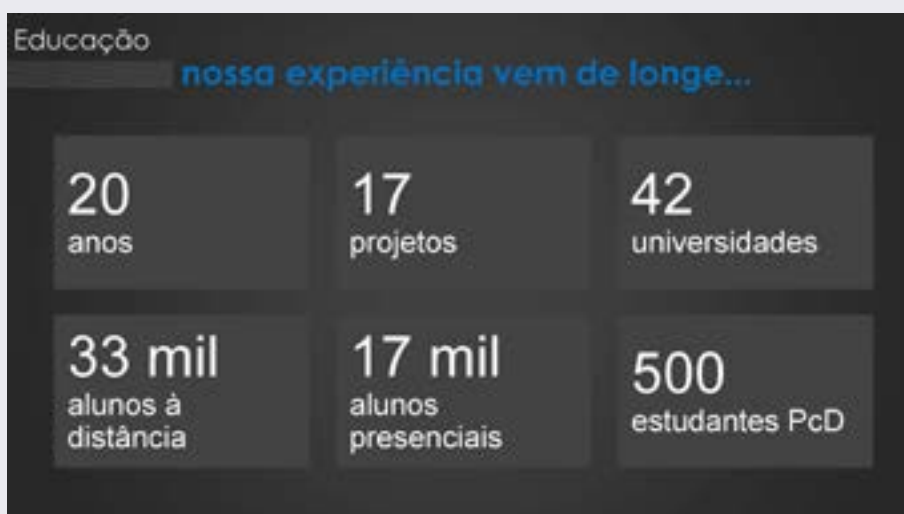 Educação
nossa experiência vem de longe...
20
anos
17
projetos
42
universidades
33 mil
alunos à
distância
17 mil
alunos
presenciais
500
estudantes PcD